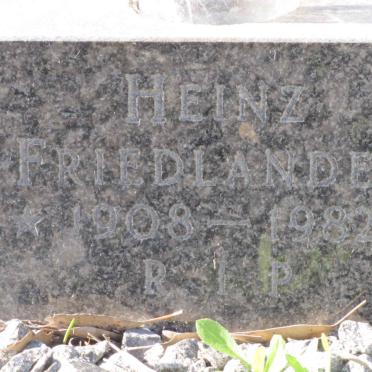 HEINZ
FRIEDLANDE
1908 — 1982
R I P